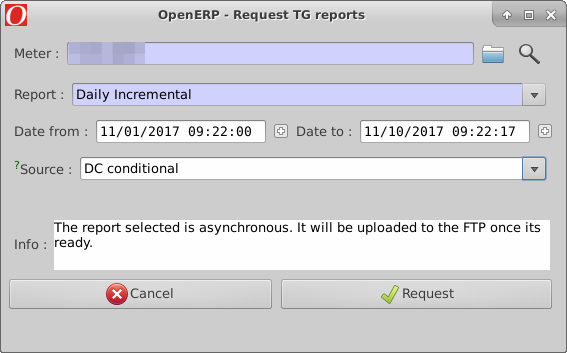 OpenERP - Request TG reports
Meter :
Report : Daily Incremental
Date from : 11/01/2017 09:22:00 Date to : 11/10/2017 09:22:17
?Source : DC conditional
Info : The report selected is asynchronous. It will be uploaded to the FTP once its
ready.
Cancel Request